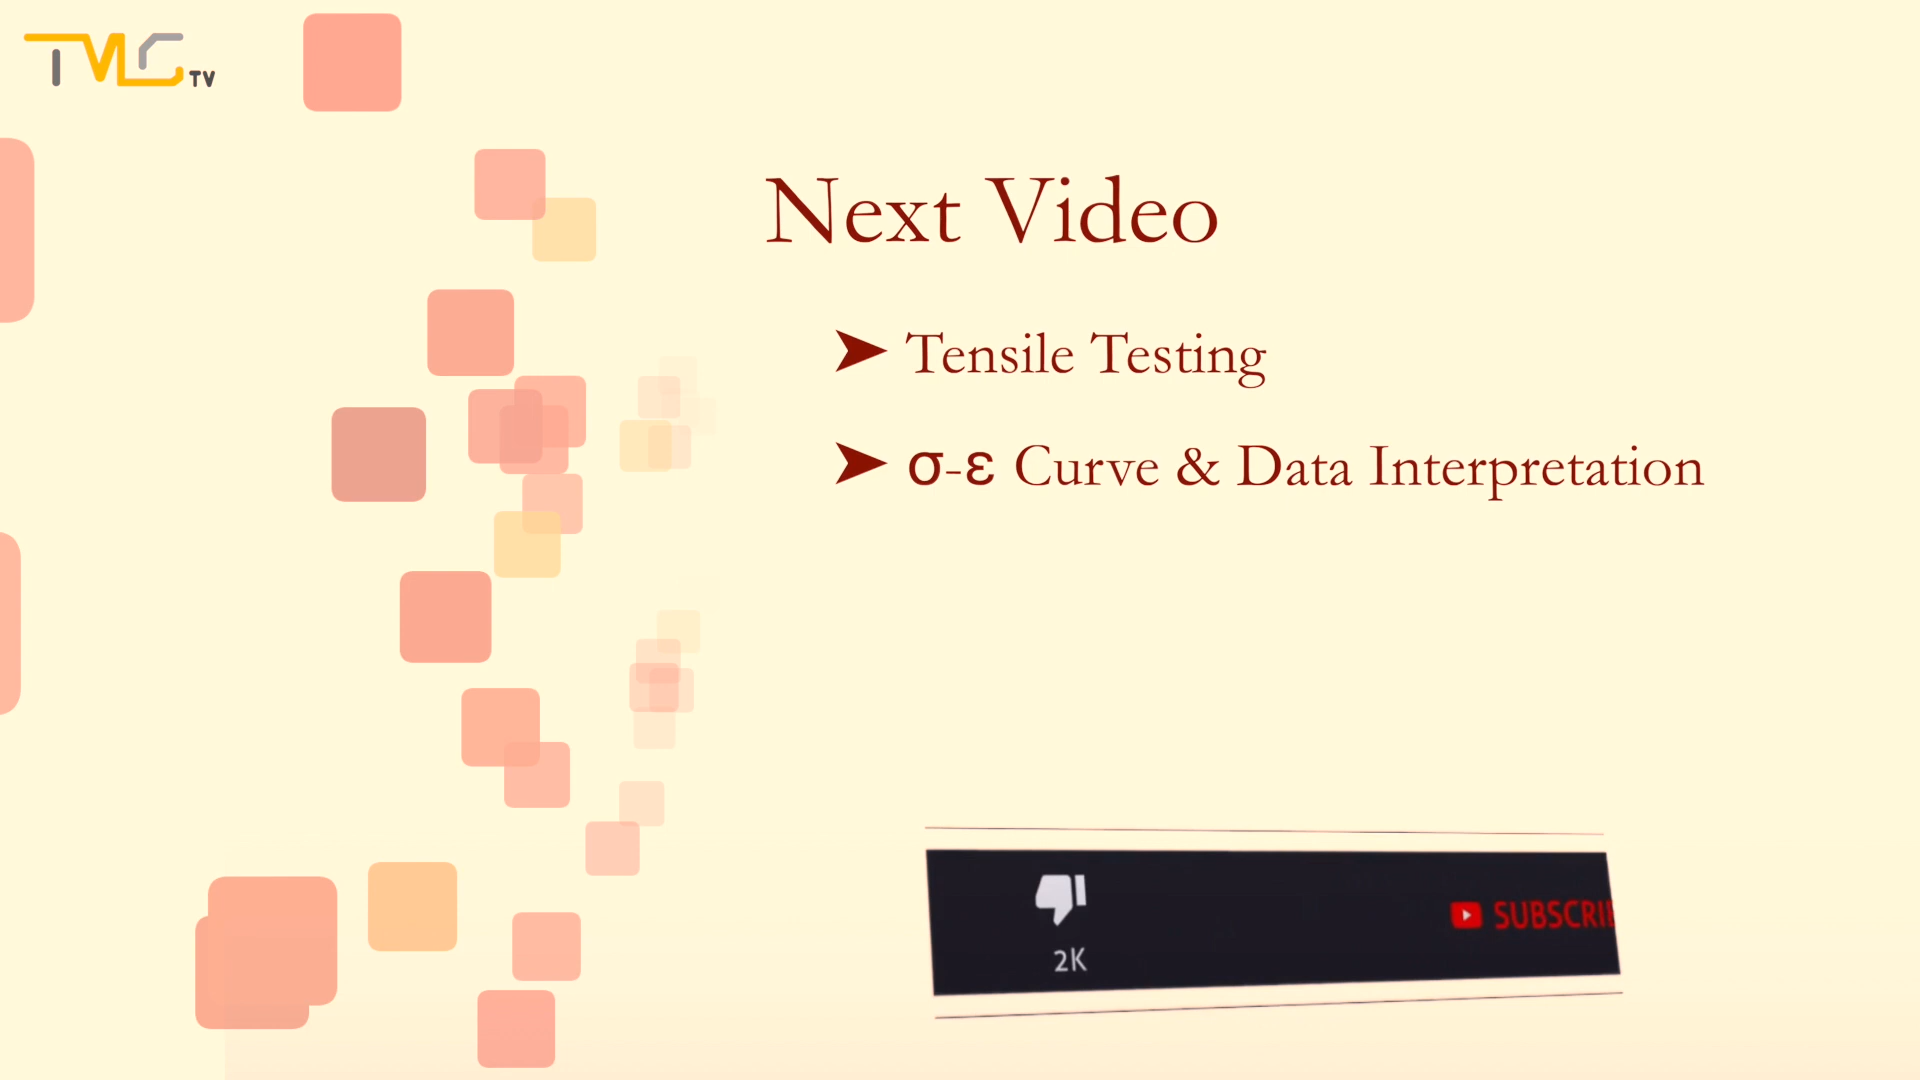 TMC TV
Next Video
➤ Tensile Testing
➤ σ-ε Curve & Data Interpretation
2K
SUBSCRI